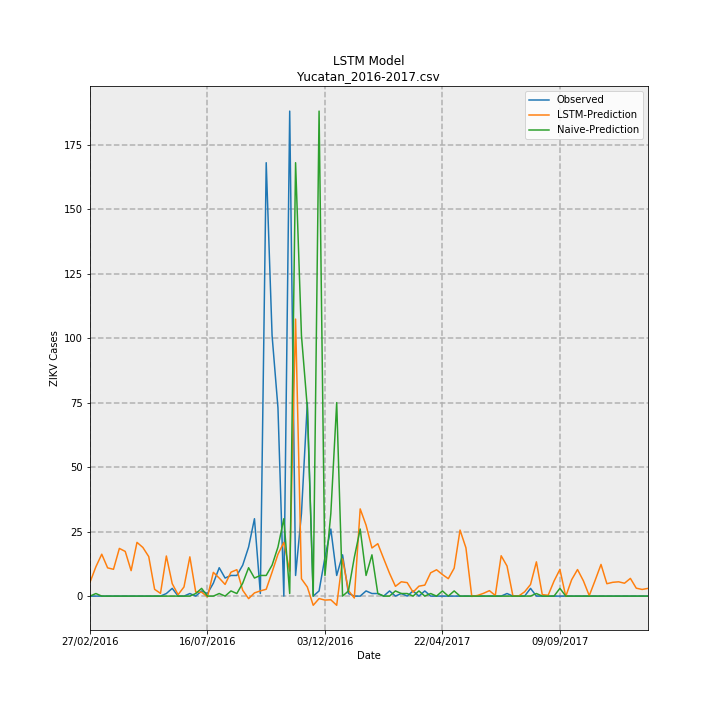 LSTM Model
Yucatan_2016-2017.csv
Observed
LSTM-Prediction
Naive-Prediction
175
150
125
100
75
50
25
0
ZIKV Cases
27/02/2016
16/07/2016
03/12/2016
22/04/2017
09/09/2017
Date